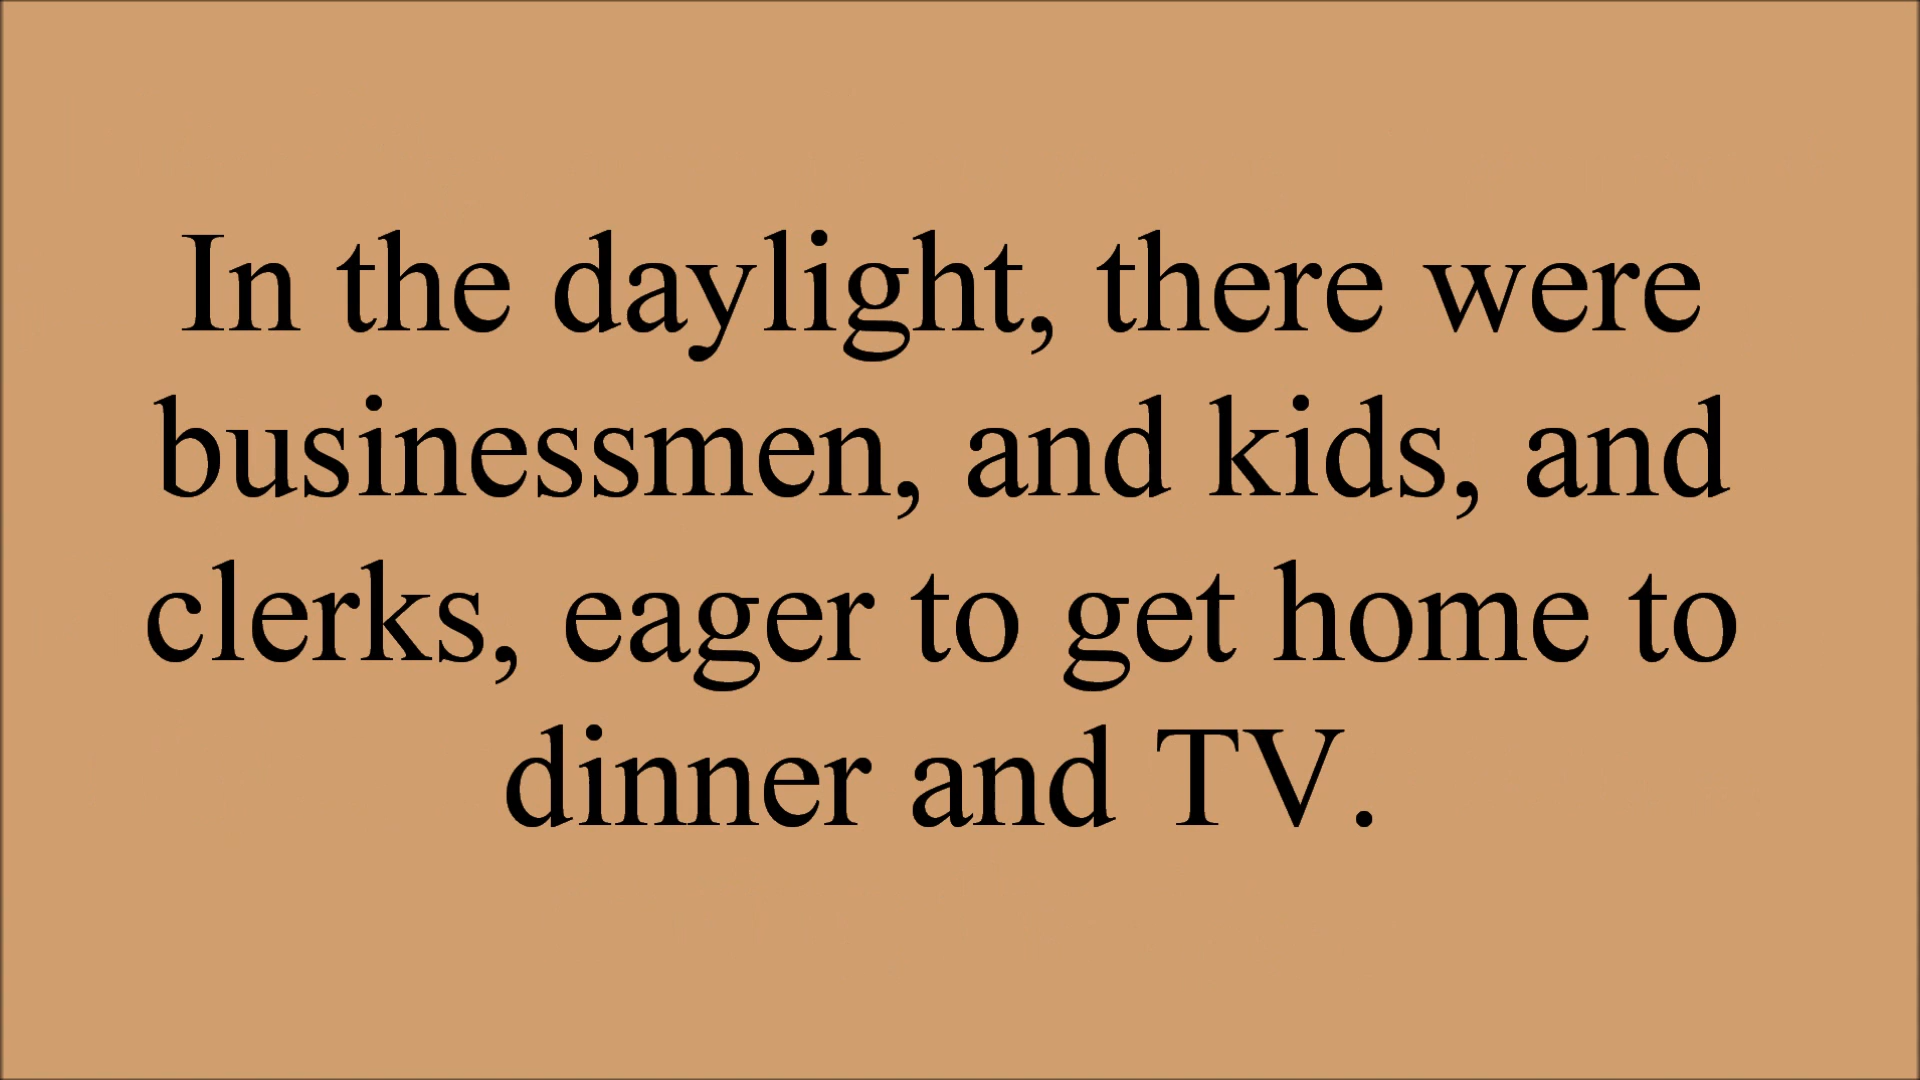 In the daylight, there were
businessmen, and kids, and
clerks, eager to get home to
dinner and TV.